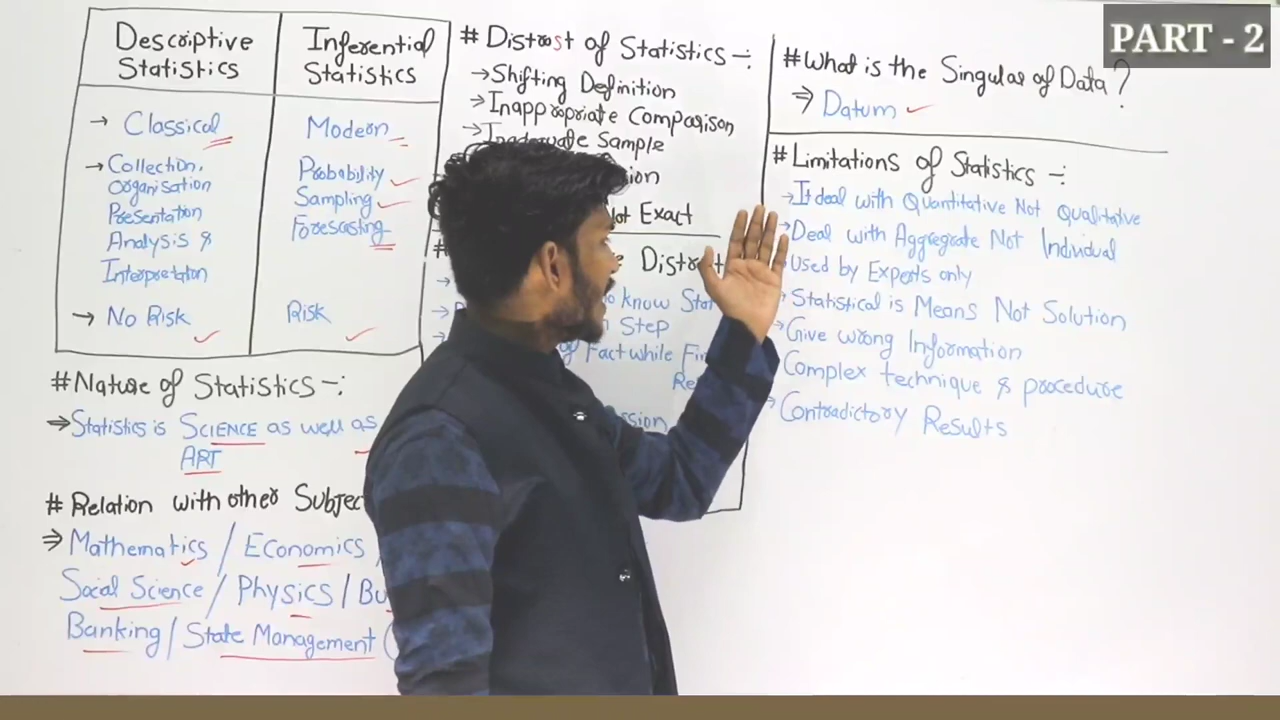 PART - 2
Descriptive
Statistics
Inferential
Statistics
→ Classical
Modern
→ Collection,
Organisation
Presentation
Analysis &
Interpretation
Probability
Sampling
Forescasting
→ No Risk
Risk
# Nature of Statistics -:
⇒ Statistics is SCIENCE as well as
ART
# Relation with other Subject
⇒ Mathematics / Economics
Social Science / Physics / Bu
Banking / State Management (
# Distrust of Statistics -:
→ Shifting Definition
→ Inappropriate Comparison
→ Inadequate Sample
Not Exact
know Stat
Step
Fact while
# What is the Singular of Data?
⇒ Datum
# Limitations of Statistics -:
→ It deal with Quantitative Not Qualitative
→ Deal with Aggregate Not Individual
Used by Experts only
Statistical is Means Not Solution
Give wrong Information
Complex technique & procedure
Contradictory Results